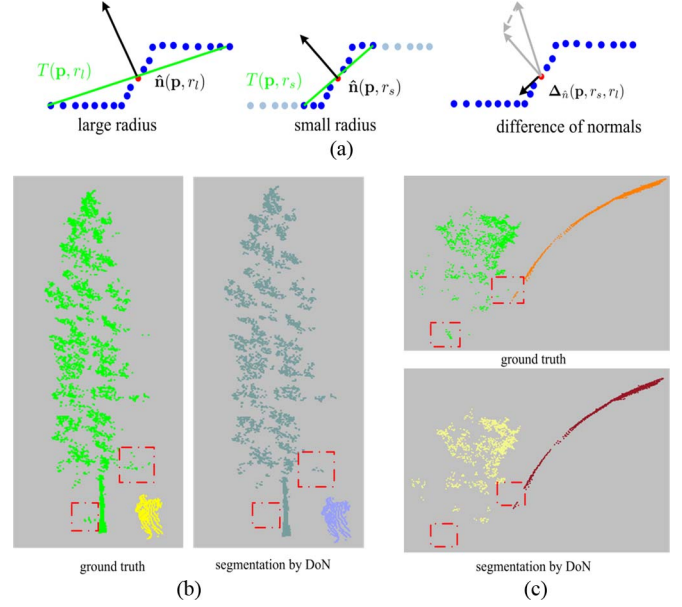 T(p, r_l)
n̂(p, r_l)
large radius
T(p, r_s)
n̂(p, r_s)
small radius
Δ_n̂(p, r_s, r_l)
difference of normals
(a)
ground truth
segmentation by DoN
(b)
ground truth
segmentation by DoN
(c)